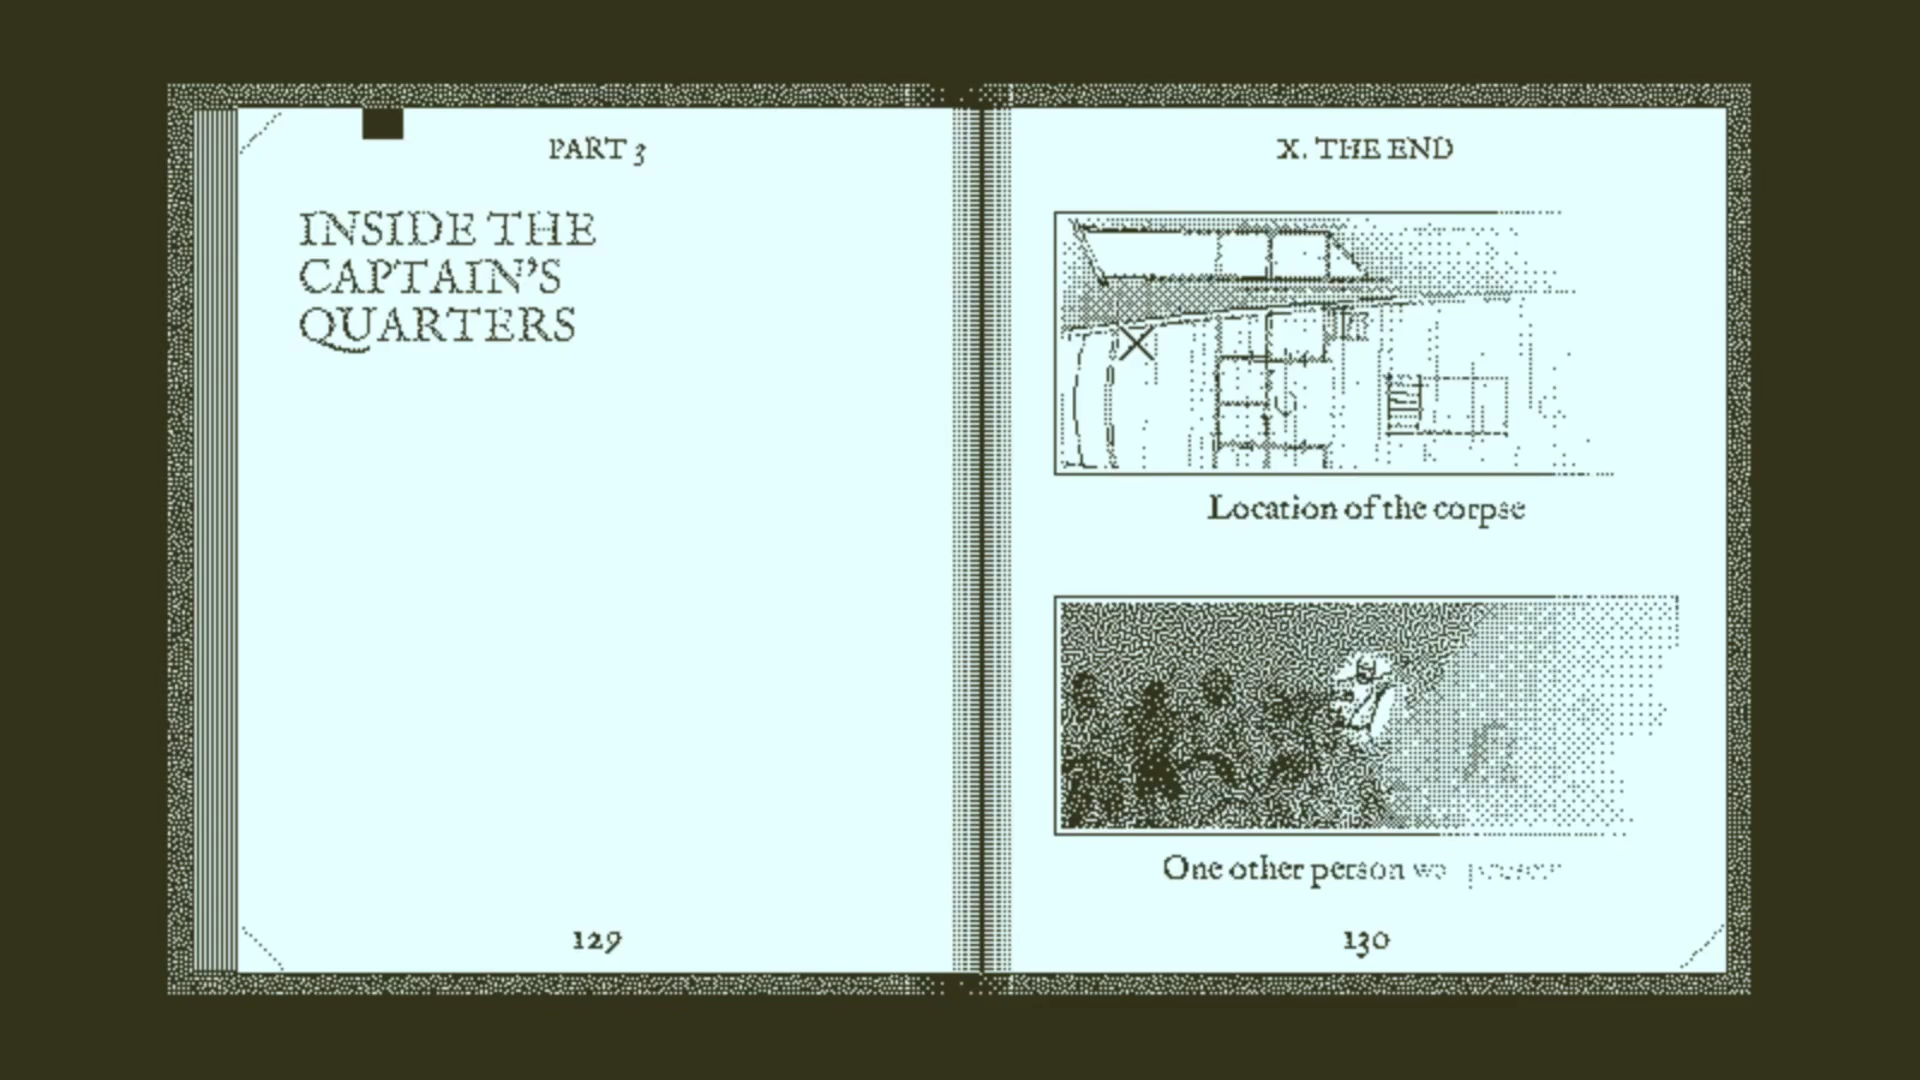 PART 3
INSIDE THE
CAPTAIN'S
QUARTERS
129
X. THE END
Location of the corpse
One other person
130